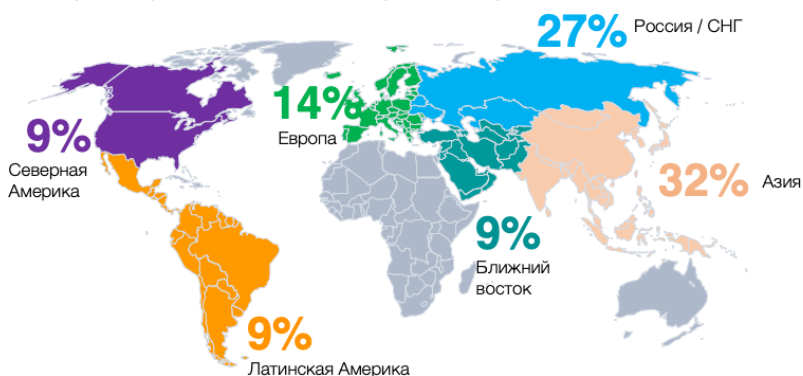 27% Россия / СНГ
14%
Европа
9%
Северная
Америка
32% Азия
9%
Ближний
восток
9%
Латинская Америка